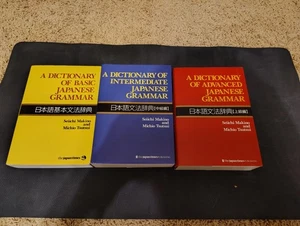 A DICTIONARY OF BASIC
JAPANESE
GRAMMAR
日本語基本文法辞典
Seiichi Makino
and
Michio Tsutsui
A DICTIONARY OF
INTERMEDIATE
JAPANESE
GRAMMAR
日本語文法辞典[中級編]
Seiichi Makino
and
Michio Tsutsui
A DICTIONARY OF
ADVANCED
JAPANESE
GRAMMAR
日本語文法辞典[上級編]
Seiichi Makino
and
Michio Tsutsui